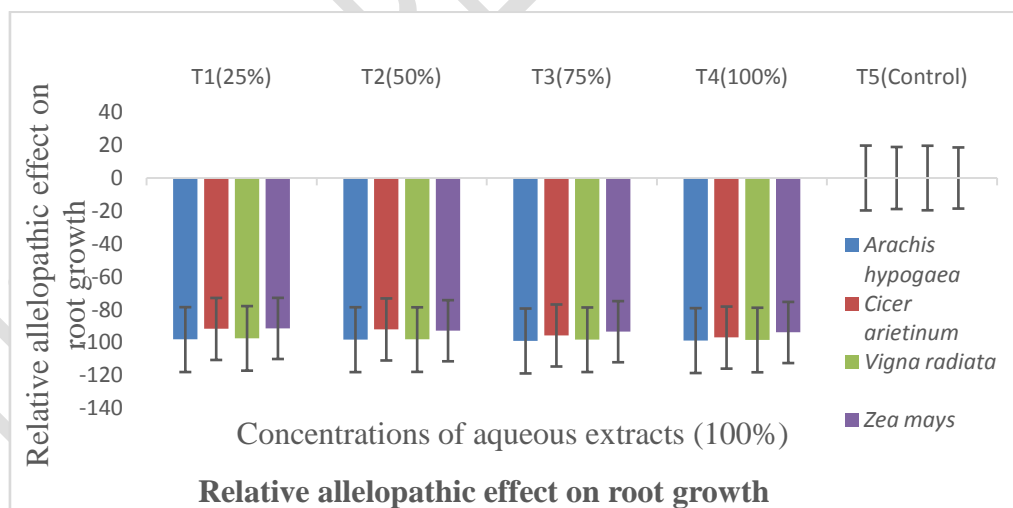 Relative allelopathic effect on
root growth
T1(25%) T2(50%) T3(75%) T4(100%) T5(Control)
40
20
0
-20
-40
-60
-80
-100
-120
-140
Arachis
hypogaea
Cicer
arietinum
Vigna radiata
Zea mays
Concentrations of aqueous extracts (100%)
Relative allelopathic effect on root growth